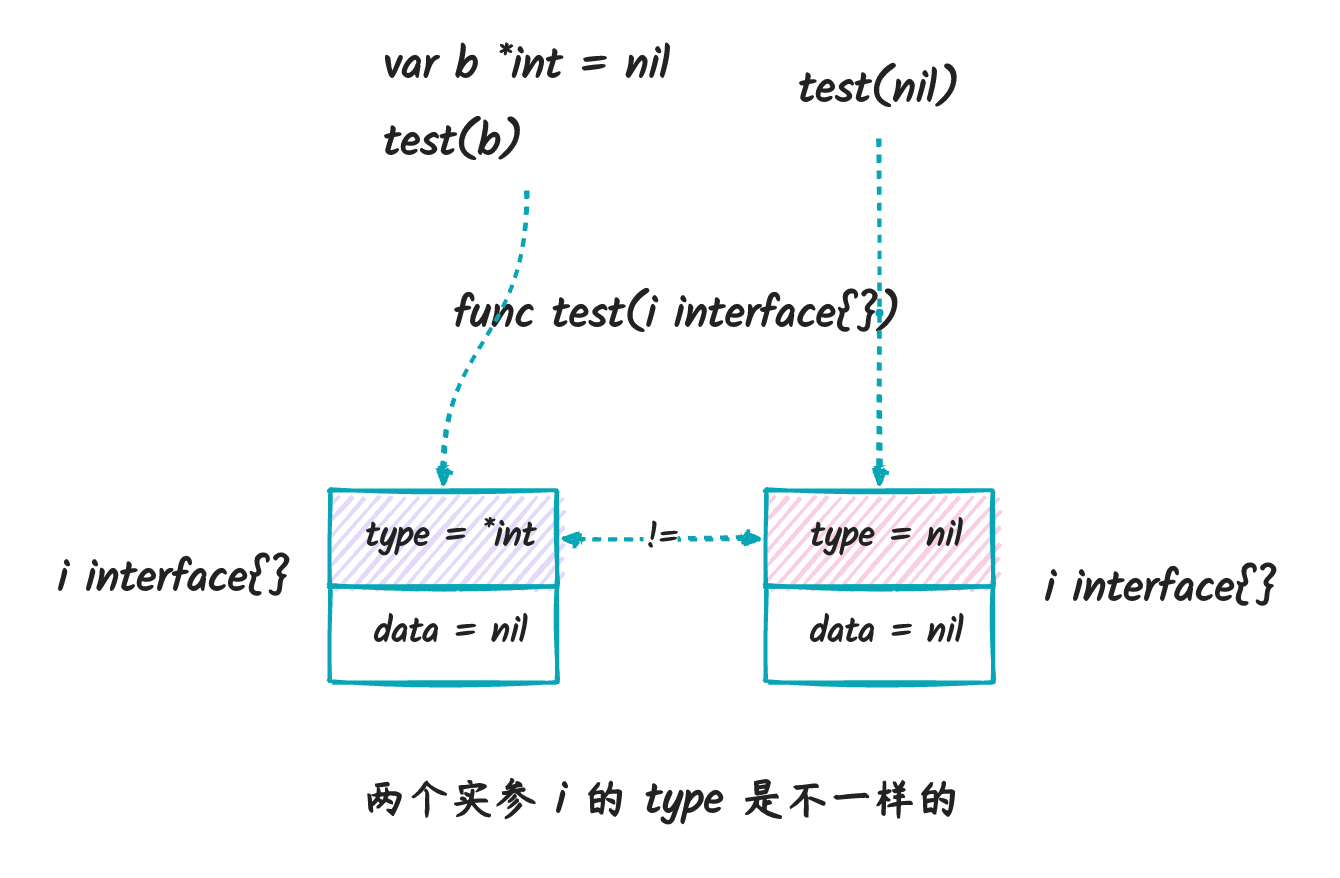 var b *int = nil
test(b)
test(nil)
func test(i interface{})
type = *int
!=
type = nil
i interface{}
i interface{}
data = nil
data = nil
两个实参 i 的 type 是不一样的